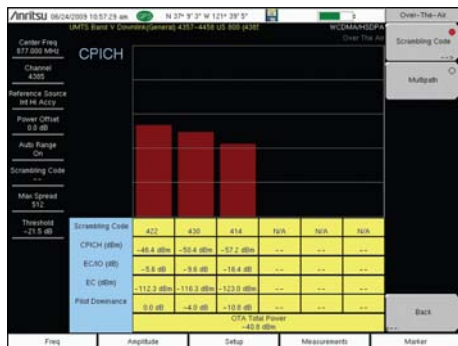 Anritsu 06/24/2009 10:57:29 am GPS N 37° 9' 3" W 121° 39' 5" Over-The-Air
UMTS Band V Downlink(General) 4357-4458 US 800 (4385 WCDMA/HSDPA
Over The Air
Center Freq
877.000 MHz
Channel
4385
Reference Source
Int Hi Accy
Power Offset
0.0 dB
Auto Range
On
Scrambling Code
--
Max Spread
512
Threshold
-21.5 dB
CPICH
Scrambling Code
-->
Multipath
Back
<--
Scrambling Code 422 430 414 N/A N/A N/A
CPICH (dBm) -46.4 dBm -50.4 dBm -57.2 dBm -- -- --
EC/IO (dB) -5.6 dB -9.6 dB -16.4 dB -- -- --
EC (dBm) -112.3 dBm -116.3 dBm -123.0 dBm -- -- --
Pilot Dominance 0.0 dB -4.0 dB -10.8 dB -- -- --
OTA Total Power
-40.8 dBm
Freq Amplitude Setup Measurements Marker